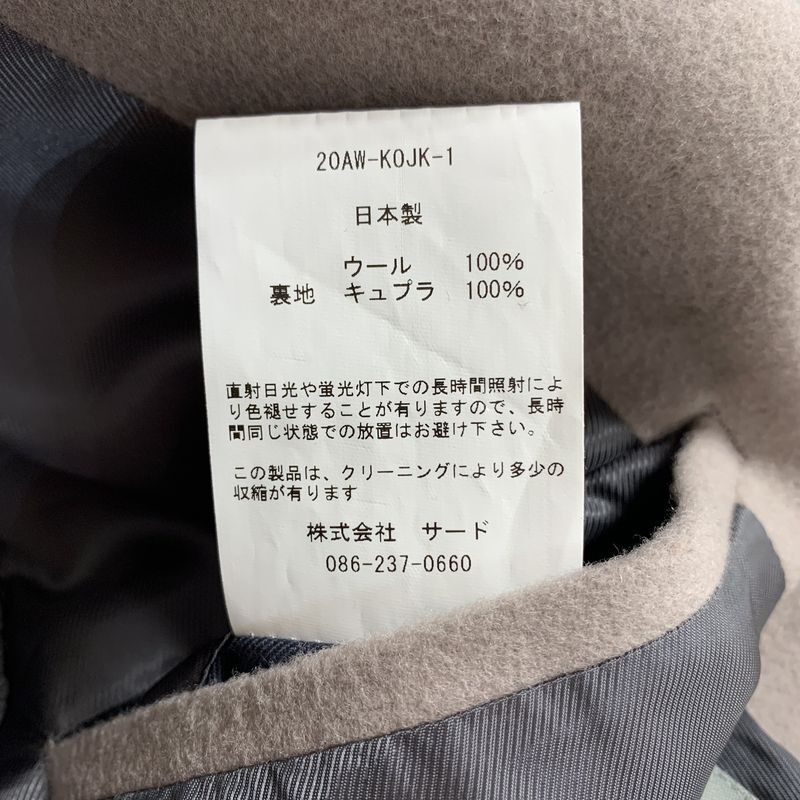 20AW-KOJK-1
日本製
ウール 100%
裏地 キュプラ 100%
直射日光や蛍光灯下での長時間照射によ
り色褪せすることが有りますので、長時
間同じ状態での放置はお避け下さい。
この製品は、クリーニングにより多少の
収縮が有ります
株式会社 サード
086-237-0660